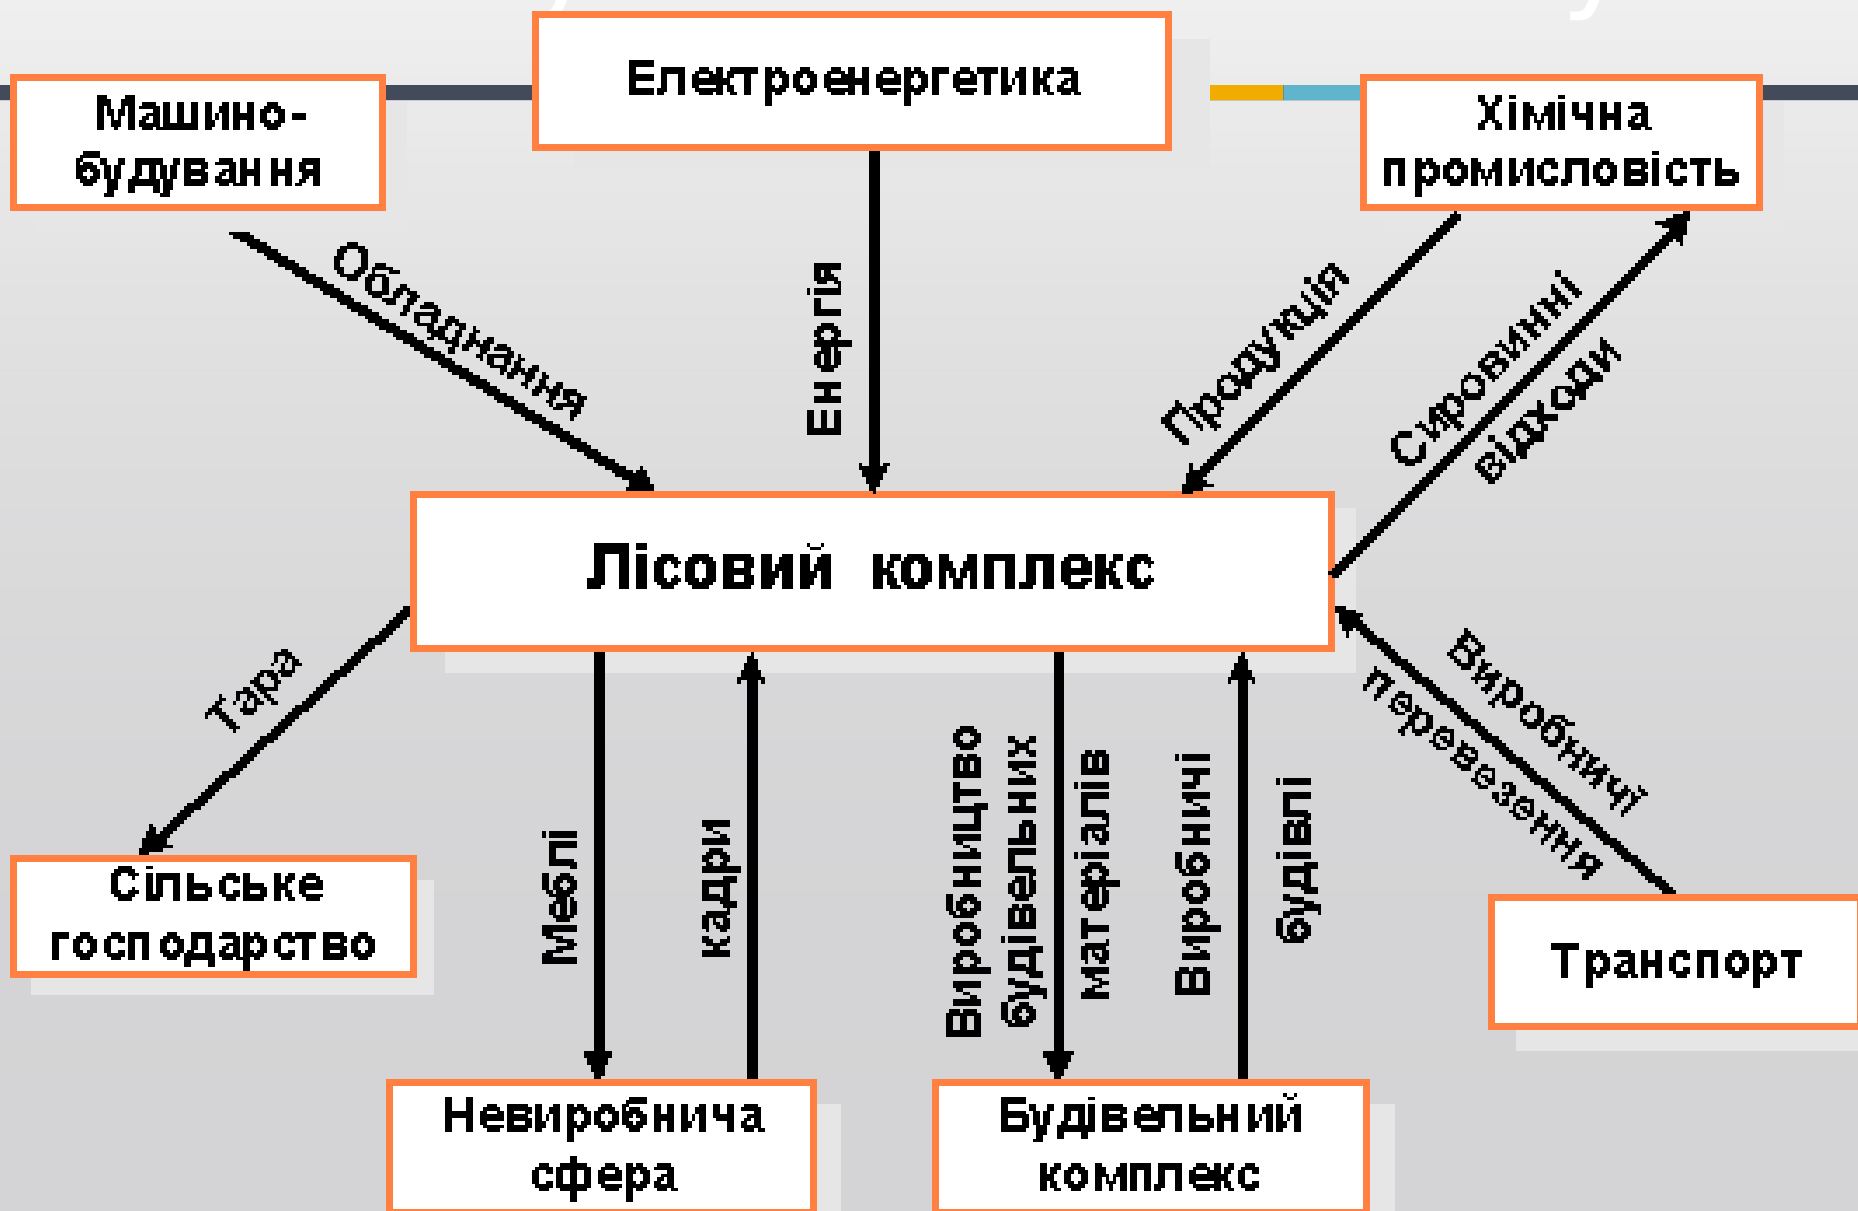 Електроенергетика
Машино-
будування
Хімічна
промисловість
Обладнання
Енергія
Продукція
Сировинні
відходи
Лісовий комплекс
Тара
Меблі
кадри
Виробництво
будівельних
матеріалів
Виробничі
будівлі
Виробничі
перевезення
Сільське
господарство
Транспорт
Невиробнича
сфера
Будівельний
комплекс